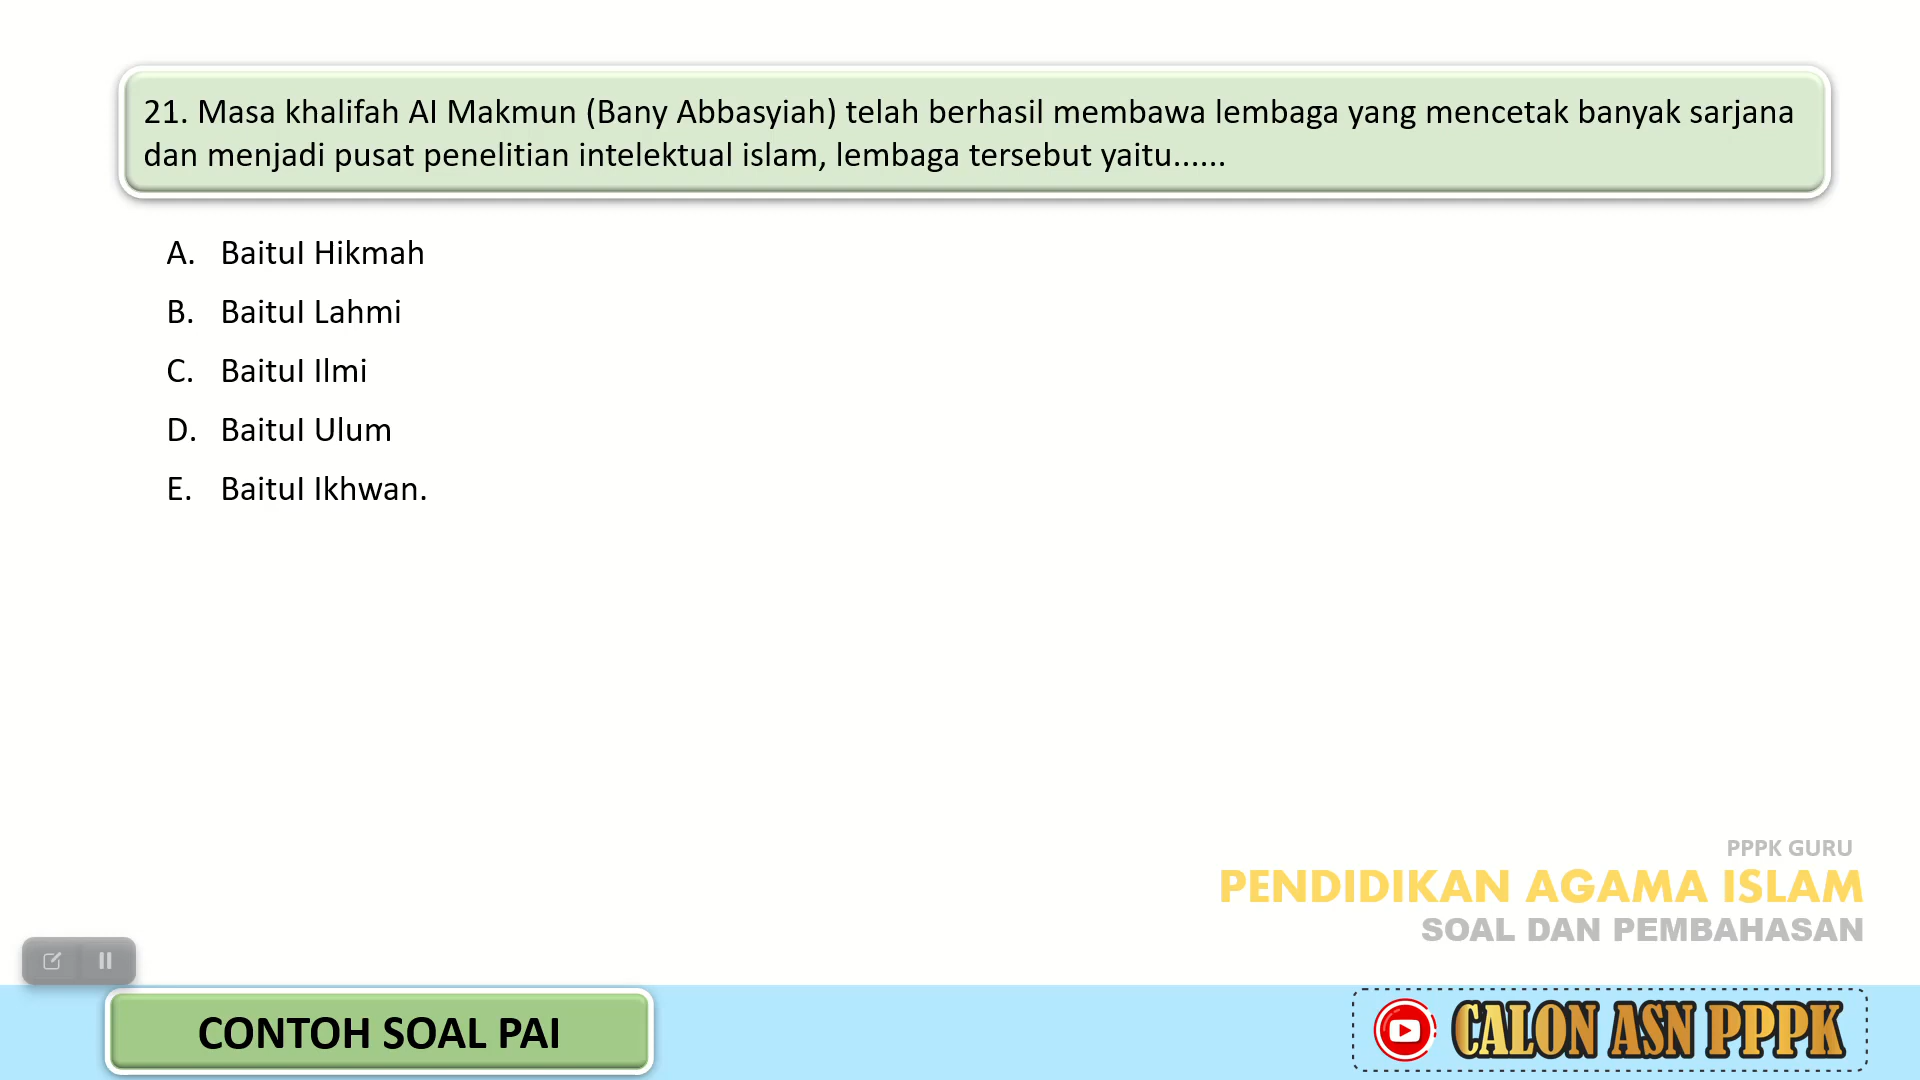 21. Masa khalifah Al Makmun (Bany Abbasyiah) telah berhasil membawa lembaga yang mencetak banyak sarjana
dan menjadi pusat penelitian intelektual islam, lembaga tersebut yaitu......
A. Baitul Hikmah
B. Baitul Lahmi
C. Baitul Ilmi
D. Baitul Ulum
E. Baitul Ikhwan.
PPPK GURU
PENDIDIKAN AGAMA ISLAM
SOAL DAN PEMBAHASAN
CONTOH SOAL PAI
CALON ASN PPPK